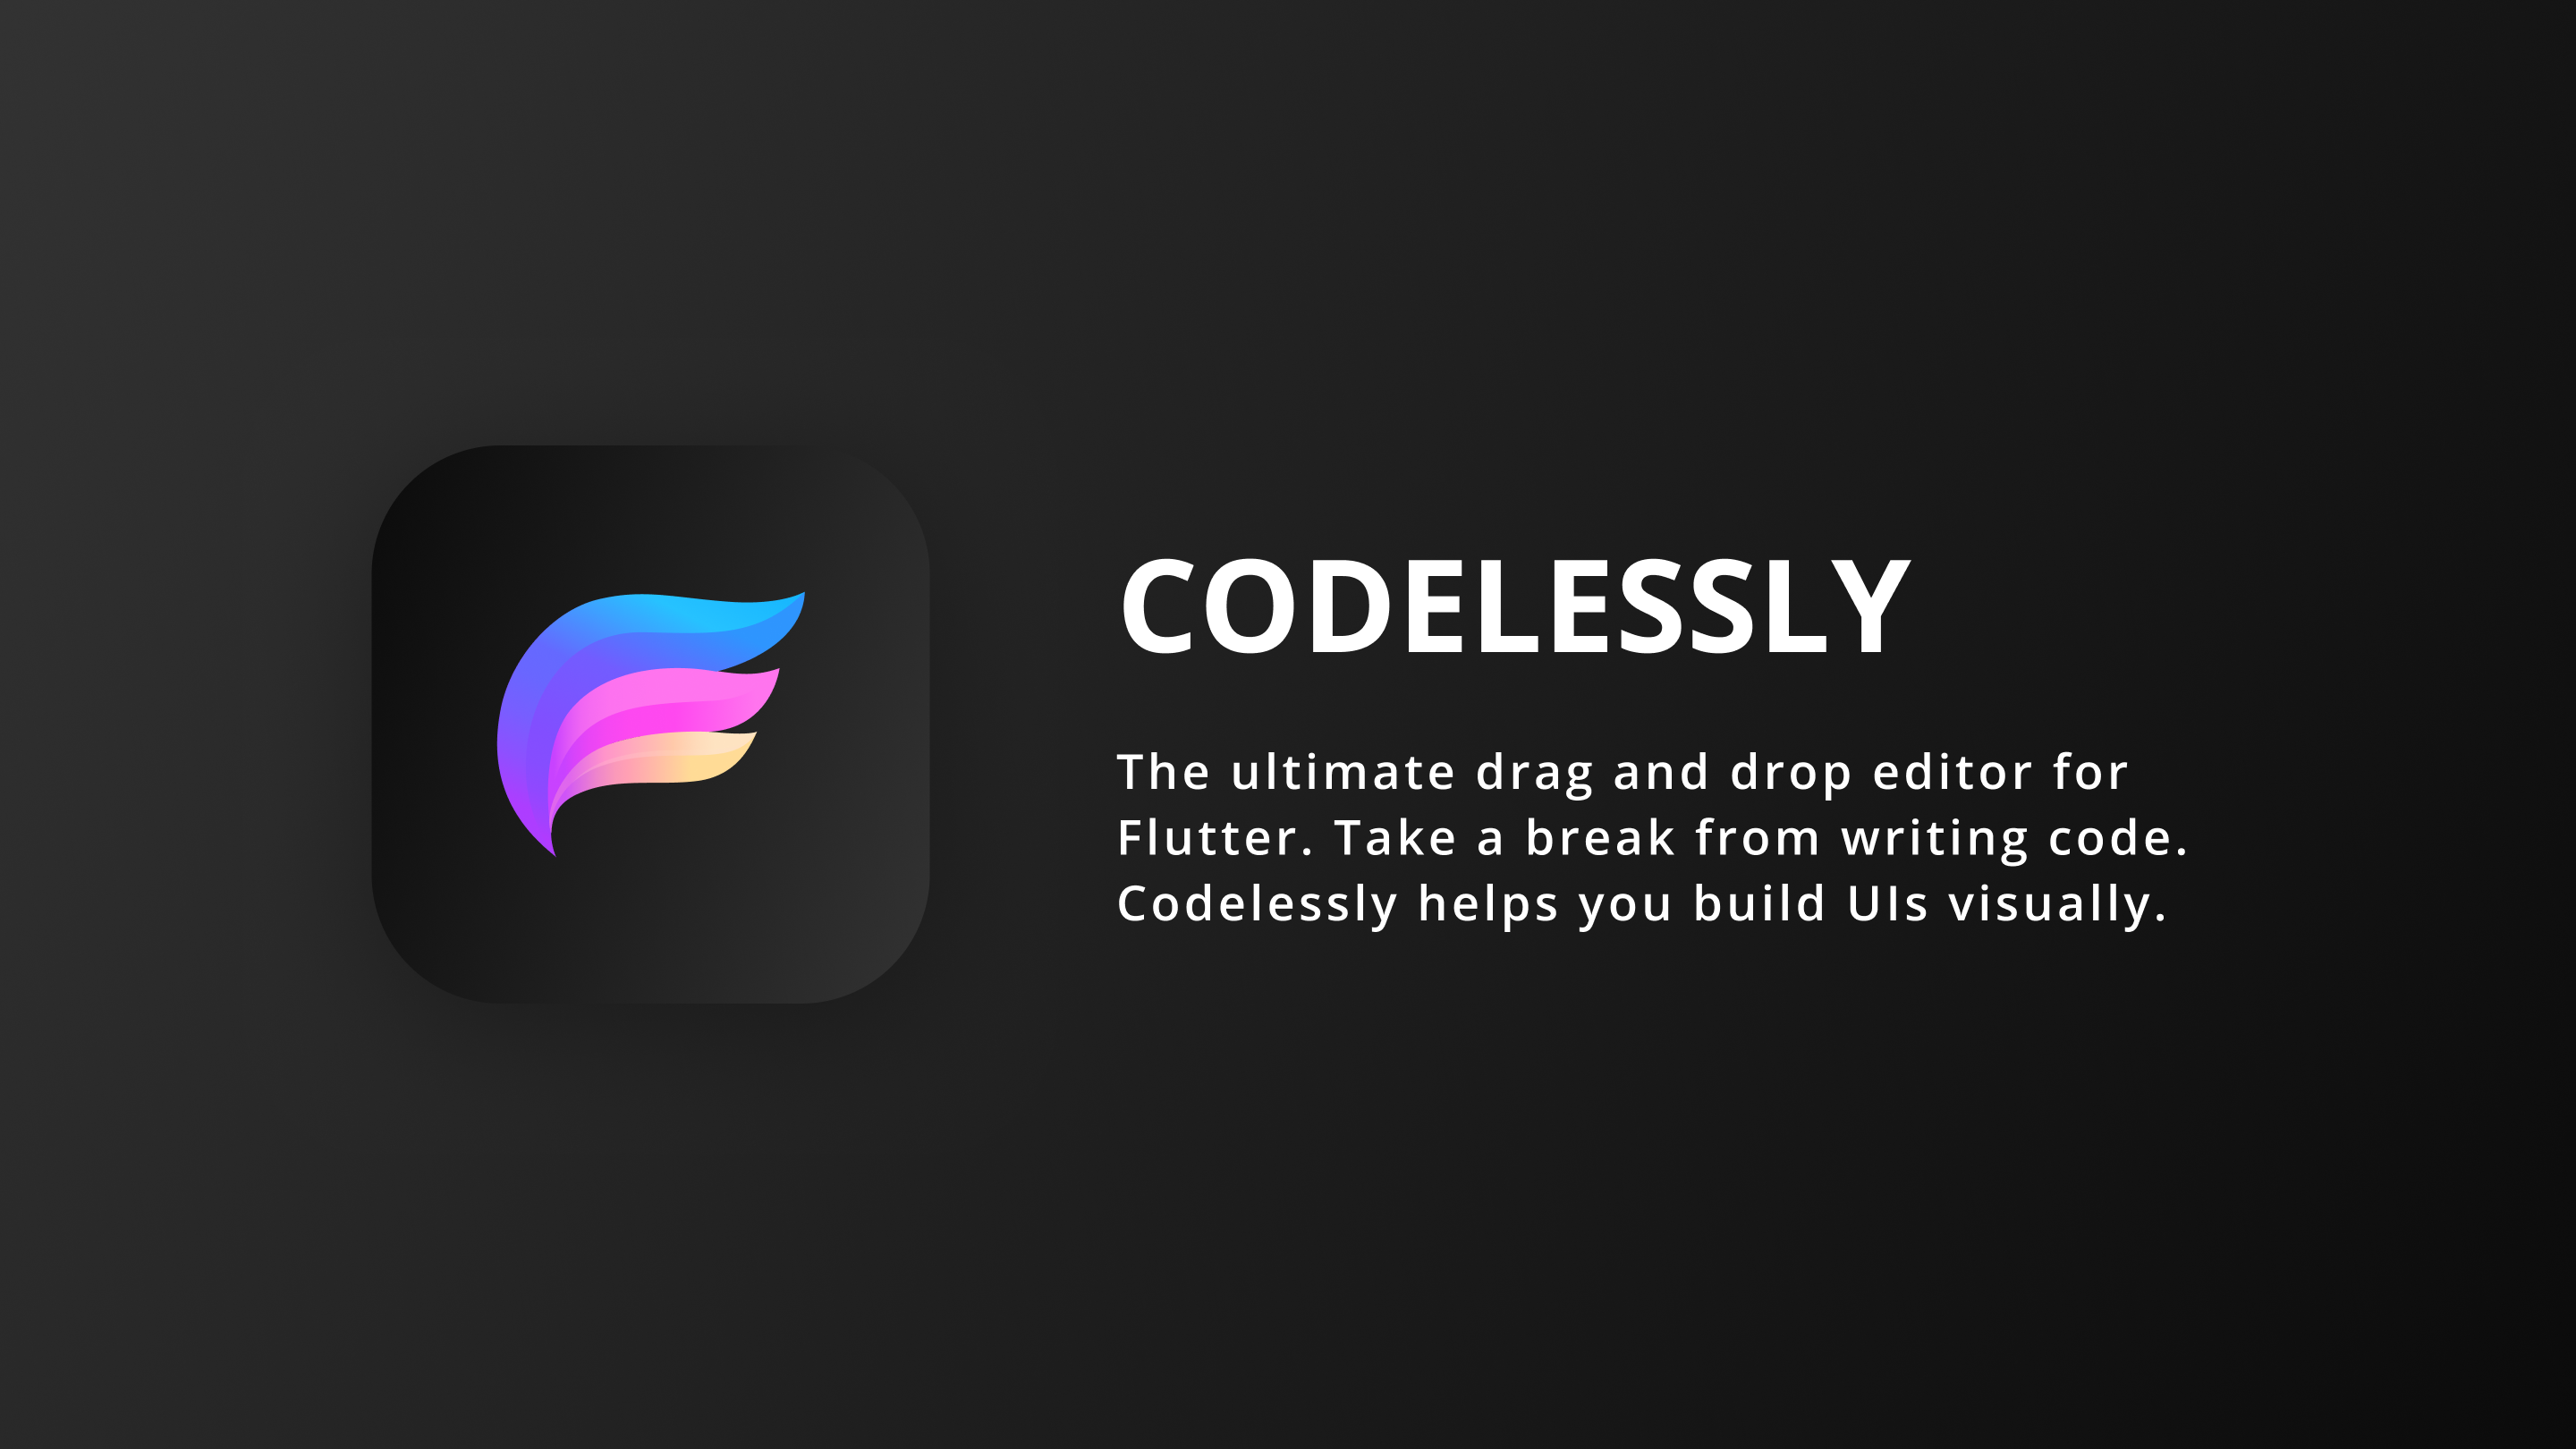 CODELESSLY
The ultimate drag and drop editor for
Flutter. Take a break from writing code.
Codelessly helps you build UIs visually.